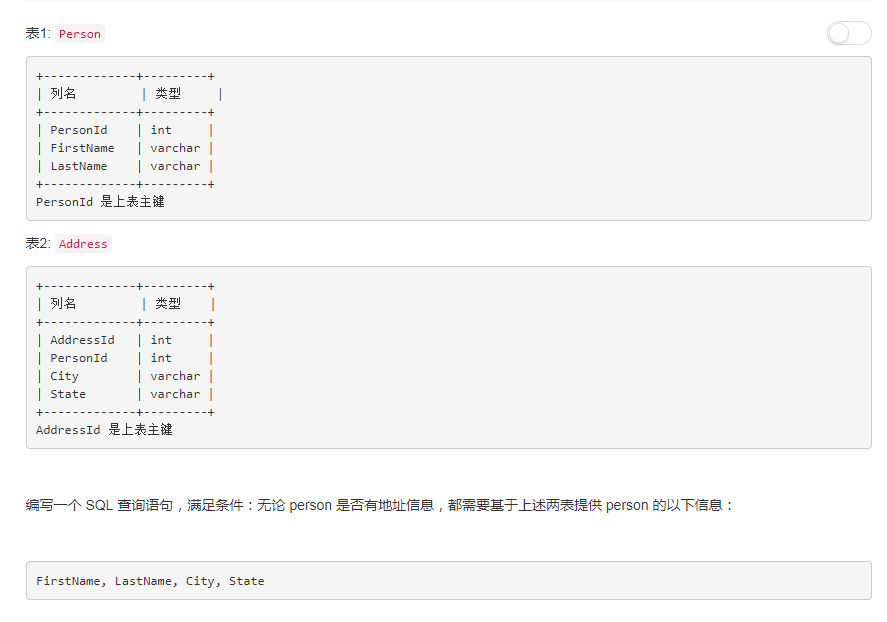 表1: Person
+-------------+---------+
| 列名         | 类型     |
+-------------+---------+
| PersonId    | int     |
| FirstName   | varchar |
| LastName    | varchar |
+-------------+---------+
PersonId 是上表主键
表2: Address
+-------------+---------+
| 列名         | 类型    |
+-------------+---------+
| AddressId   | int     |
| PersonId    | int     |
| City        | varchar |
| State       | varchar |
+-------------+---------+
AddressId 是上表主键
编写一个 SQL 查询语句，满足条件：无论 person 是否有地址信息，都需要基于上述两表提供 person 的以下信息：
FirstName, LastName, City, State